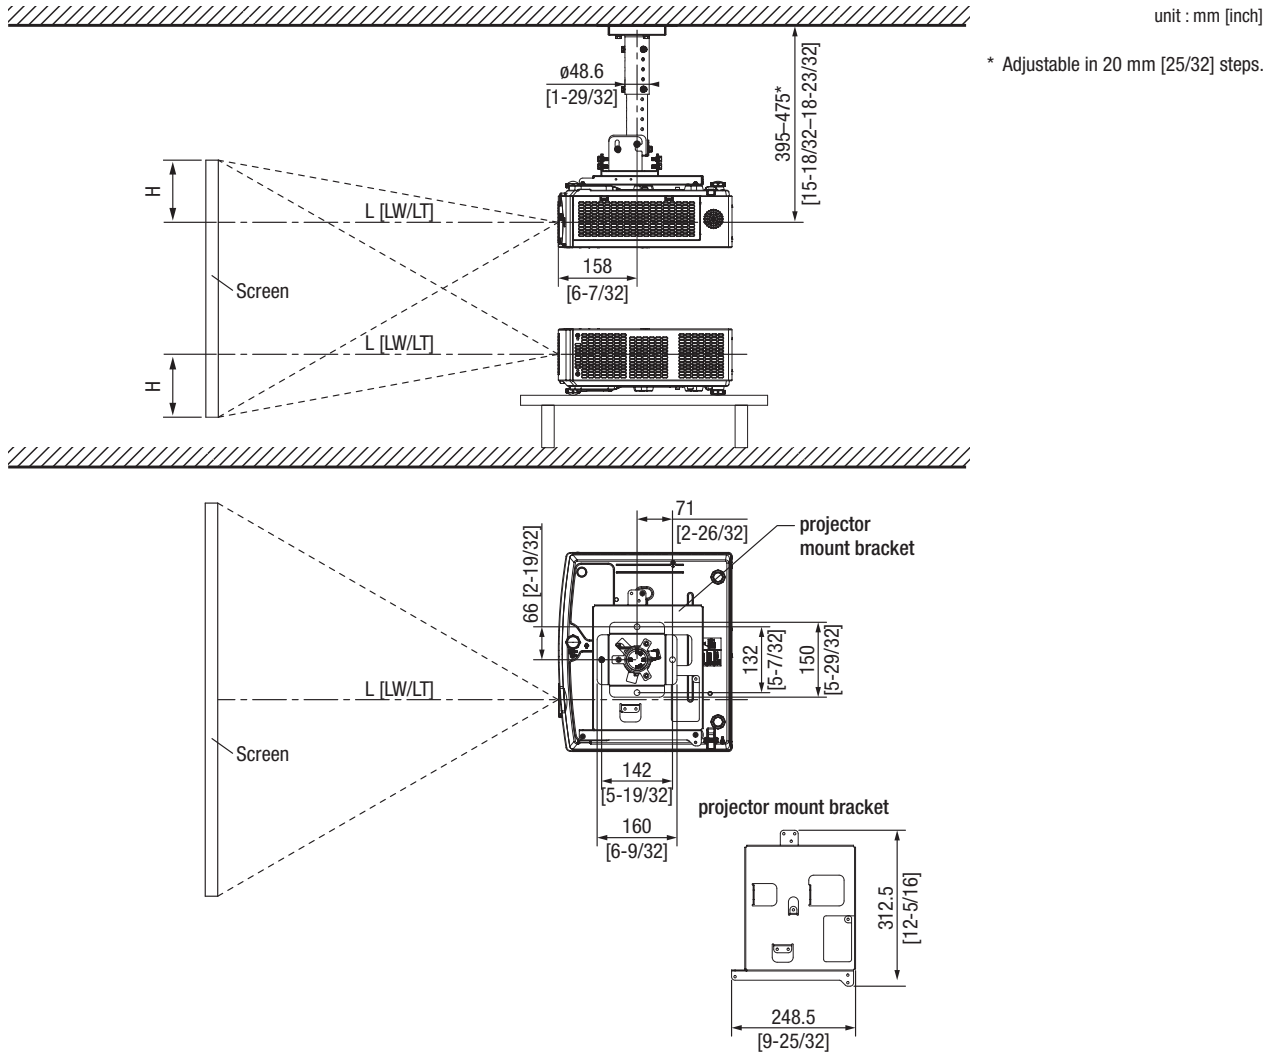 unit : mm [inch]
* Adjustable in 20 mm [25/32] steps.
ø48.6
[1-29/32]
395–475*
[15-18/32–18-23/32]
H
L [LW/LT]
158
[6-7/32]
Screen
L [LW/LT]
H
71
[2-26/32]
projector
mount bracket
66 [2-19/32]
132
[5-7/32]
150
[5-29/32]
L [LW/LT]
Screen
142
[5-19/32]
160
[6-9/32]
projector mount bracket
312.5
[12-5/16]
248.5
[9-25/32]